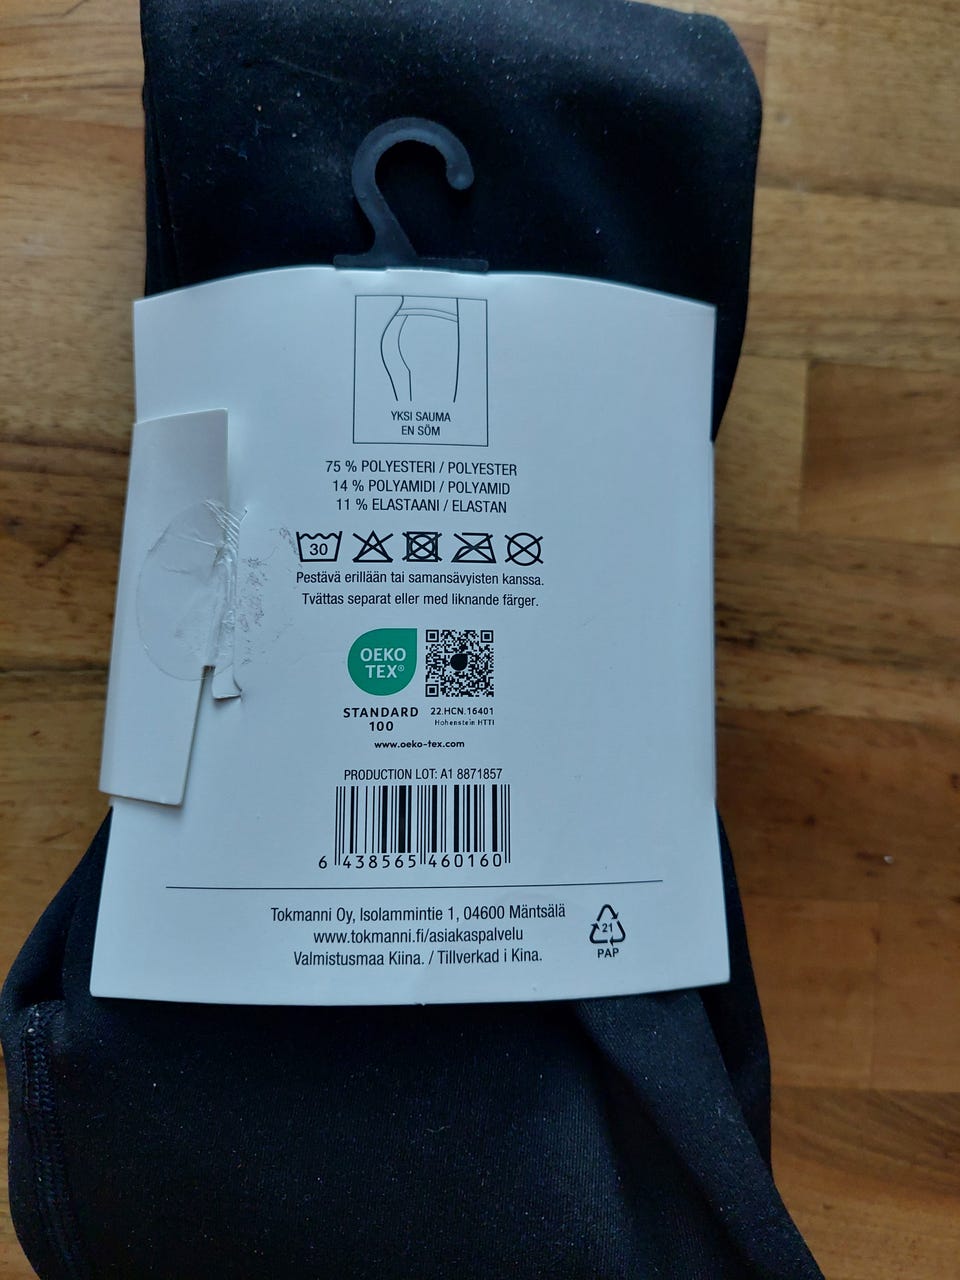 YKSI SAUMA
EN SÖM
75 % POLYESTERI / POLYESTER
14 % POLYAMIDI / POLYAMID
11 % ELASTAANI / ELASTAN
30
Pestävä erillään tai samansävyisten kanssa.
Tvättas separat eller med liknande färger.
OEKO
TEX®
STANDARD
100
22.HCN.16401
Hohenstein HTTI
www.oeko-tex.com
PRODUCTION LOT: A1 8871857
6 438565 460160
Tokmanni Oy, Isolammintie 1, 04600 Mäntsälä
www.tokmanni.fi/asiakaspalvelu
Valmistusmaa Kiina. / Tillverkad i Kina.
21
PAP